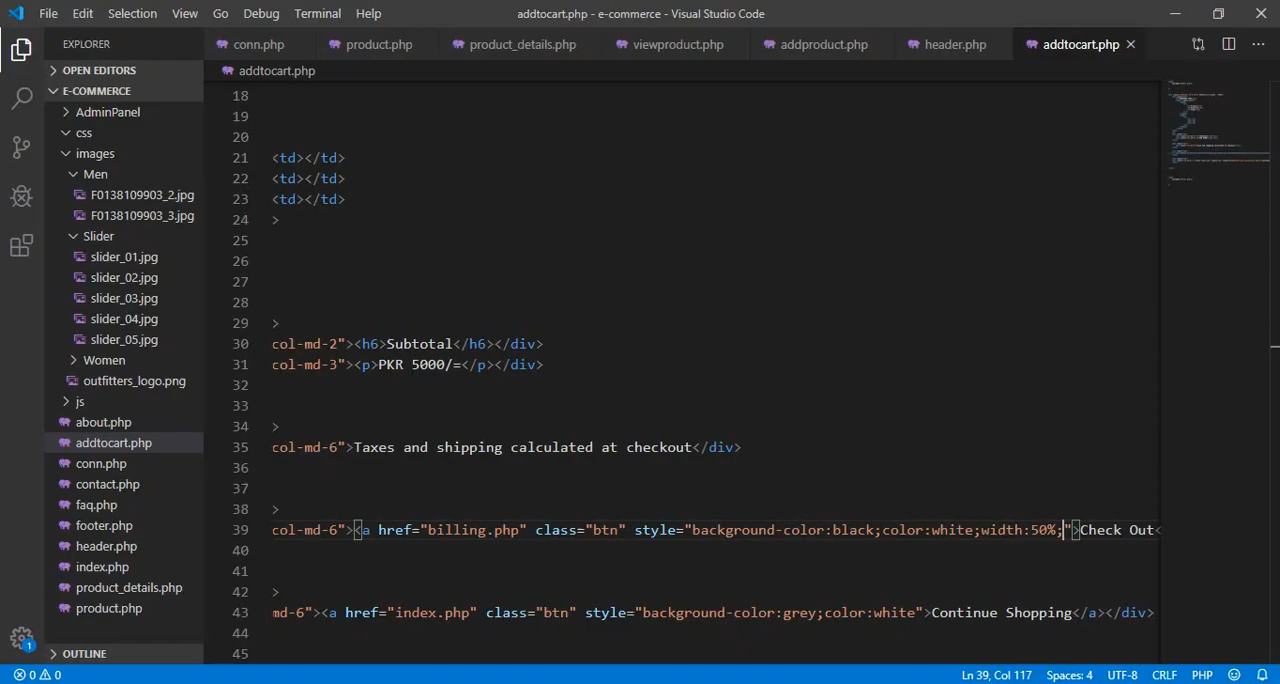 File Edit Selection View Go Debug Terminal Help addtocart.php - e-commerce - Visual Studio Code
EXPLORER conn.php product.php product_details.php viewproduct.php addproduct.php header.php addtocart.php
OPEN EDITORS
addtocart.php
E-COMMERCE
AdminPanel
css
images
Men
F0138109903_2.jpg
F0138109903_3.jpg
Slider
slider_01.jpg
slider_02.jpg
slider_03.jpg
slider_04.jpg
slider_05.jpg
Women
outfitters_logo.png
js
about.php
addtocart.php
conn.php
contact.php
faq.php
footer.php
header.php
index.php
product_details.php
product.php
OUTLINE
18
19
20
21 <td></td>
22 <td></td>
23 <td></td>
24 >
25
26
27
28
29 >
30 col-md-2"><h6>Subtotal</h6></div>
31 col-md-3"><p>PKR 5000/=</p></div>
32
33
34 >
35 col-md-6">Taxes and shipping calculated at checkout</div>
36
37
38 >
39 col-md-6"><a href="billing.php" class="btn" style="background-color:black;color:white;width:50%;">Check Out<
40
41
42 >
43 md-6"><a href="index.php" class="btn" style="background-color:grey;color:white">Continue Shopping</a></div>
44
45
1
0 0 Ln 39, Col 117 Spaces: 4 UTF-8 CRLF PHP